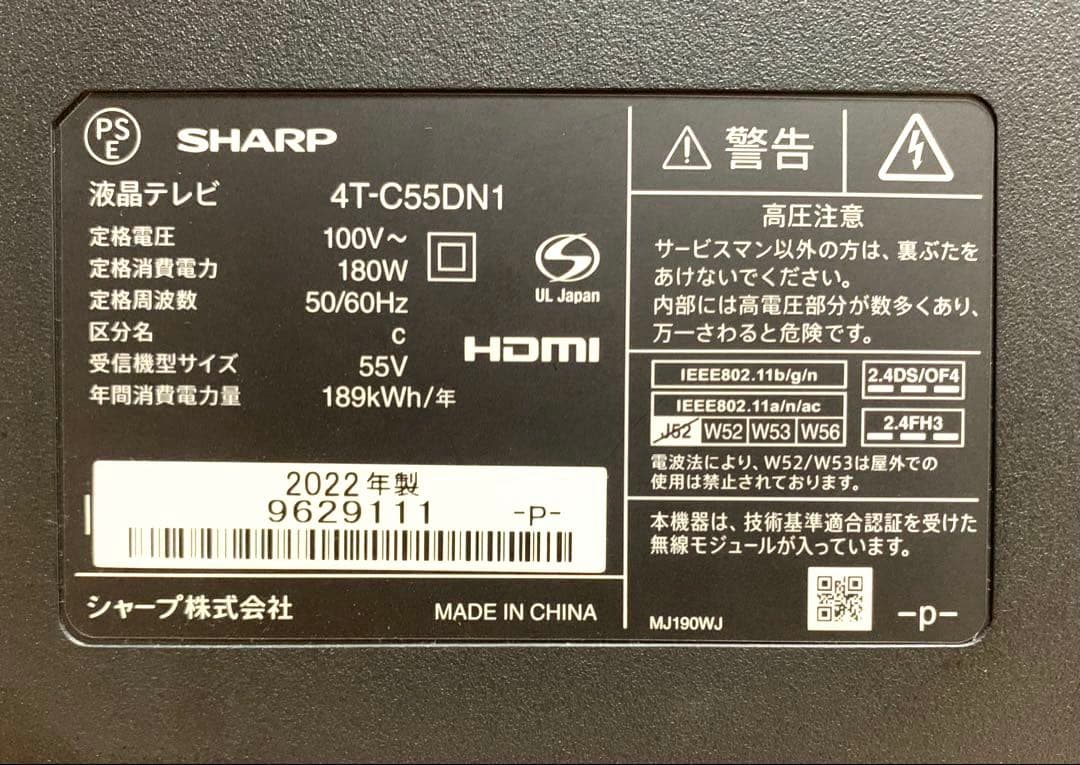 PS
E
SHARP
液晶テレビ 4T-C55DN1
定格電圧 100V～
定格消費電力 180W
定格周波数 50/60Hz
区分名 C
受信機型サイズ 55V
年間消費電力量 189kWh/年
UL Japan
HDMI
2022年製
9629111 -P-
シャープ株式会社 MADE IN CHINA
警告
高圧注意
サービスマン以外の方は、裏ぶたを
あけないでください。
内部には高電圧部分が数多くあり、
万一さわると危険です。
IEEE802.11b/g/n
IEEE802.11a/n/ac
J52 W52 W53 W56
2.4DS/OF4
2.4FH3
電波法により、W52/W53は屋外での
使用は禁止されております。
本機器は、技術基準適合認証を受けた
無線モジュールが入っています。
MJ190WJ -P-